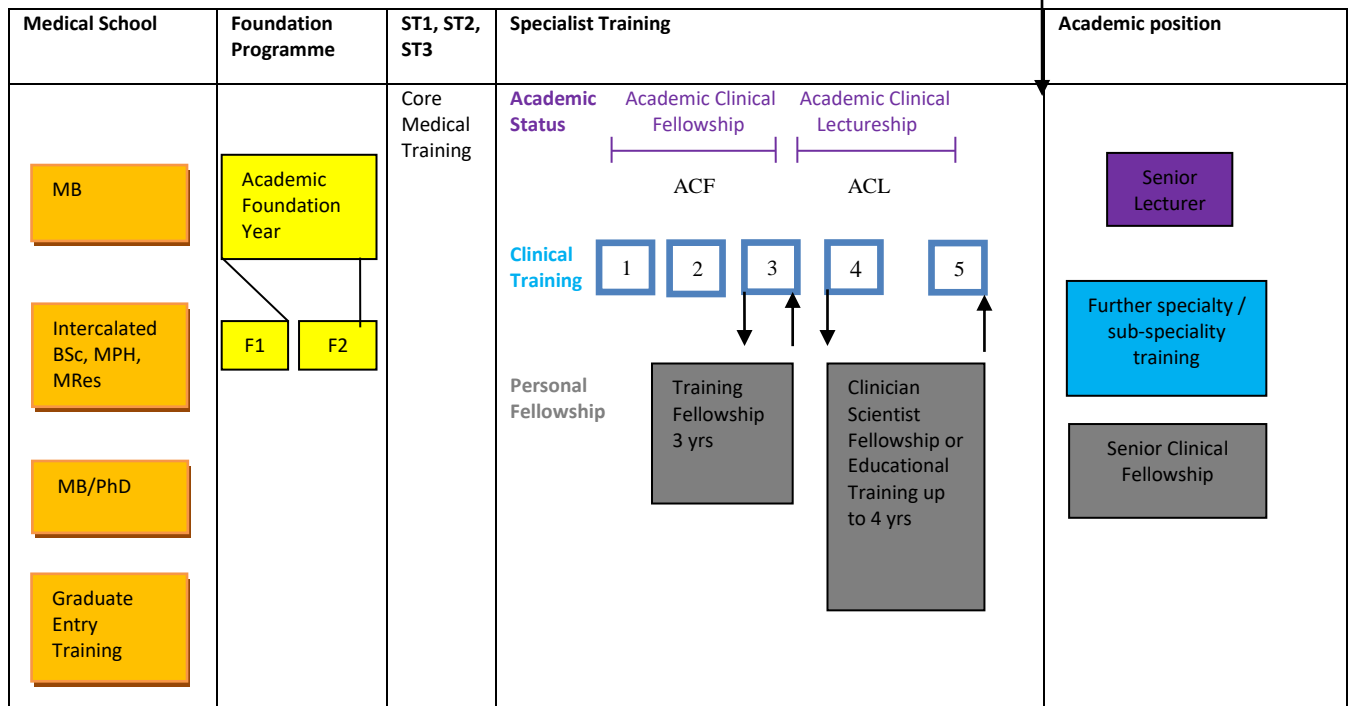 Medical School
Foundation
Programme
ST1, ST2,
ST3
Specialist Training
Academic position
MB
Intercalated
BSc, MPH,
MRes
MB/PhD
Graduate
Entry
Training
Academic
Foundation
Year
F1
F2
Core
Medical
Training
Academic
Status
Academic Clinical
Fellowship
Academic Clinical
Lectureship
ACF
ACL
Clinical
Training
1
2
3
4
5
Personal
Fellowship
Training
Fellowship
3 yrs
Clinician
Scientist
Fellowship or
Educational
Training up
to 4 yrs
Senior
Lecturer
Further specialty /
sub-speciality
training
Senior Clinical
Fellowship